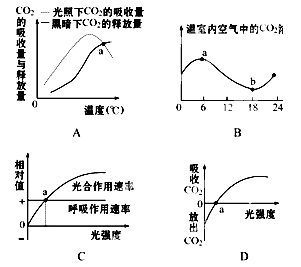 CO2 — 光照下CO2的吸收量
的 — 黑暗下CO2的释放量
吸
收
量
与
释
放
量
a
0
温度(℃)
A
温室内空气中的CO2浓
a
b
0 6 12 18 24
B
相
对
值
光合作用速率
a
+
呼吸作用速率
0
-
光强度
C
吸收
CO2
0
a
光强度
放出
CO2
D